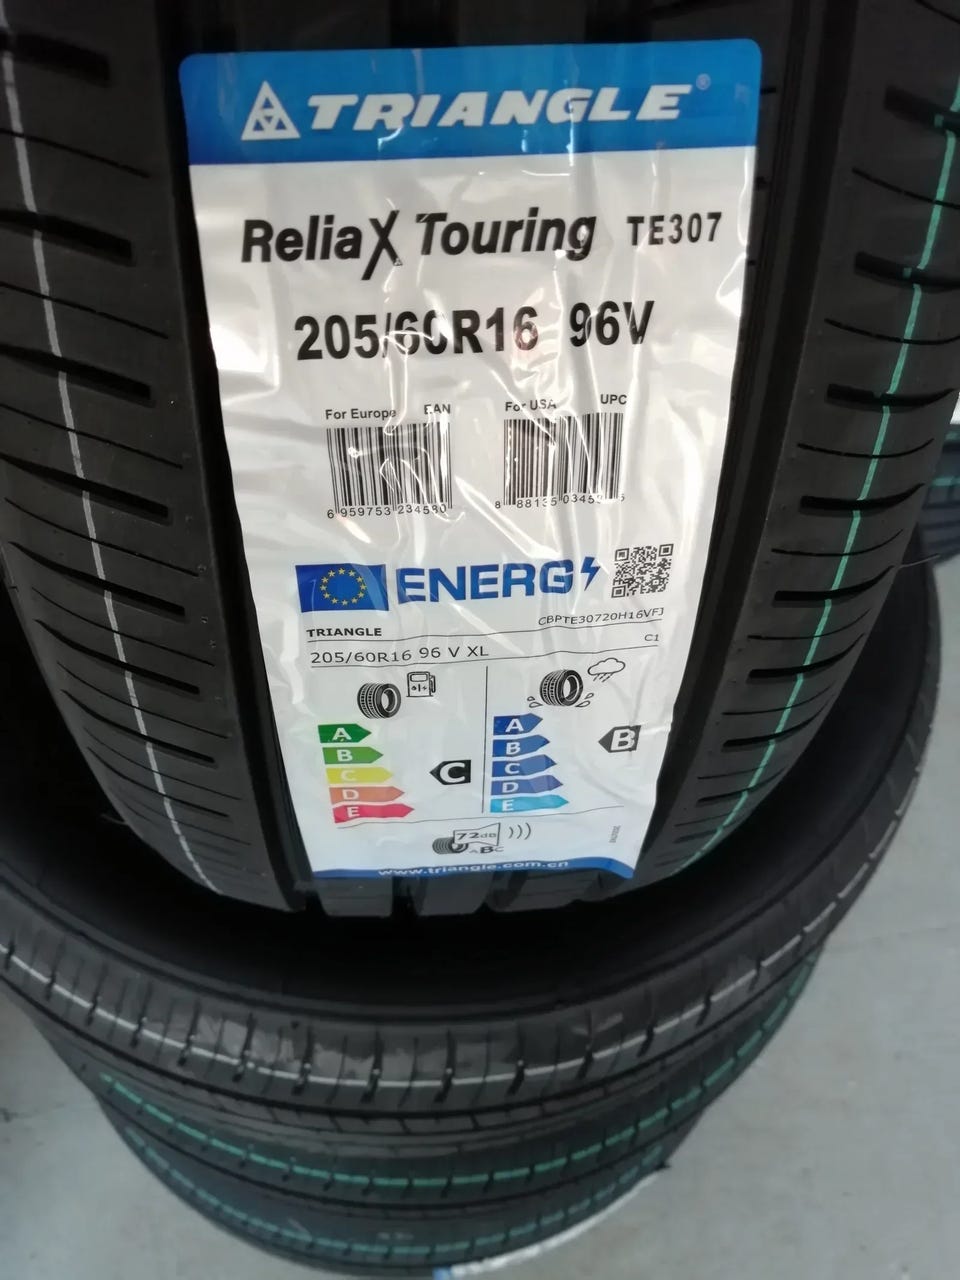 TRIANGLE®
ReliaX Touring TE307
205/60R16 96V
For Europe EAN For USA UPC
6 959753 234580
ENERG
CBPTE30720H16VFJ
TRIANGLE C1
205/60R16 96 V XL
A A
B B B
C C C
D D
E E
72dB
ABC
www.triangle.com.cn